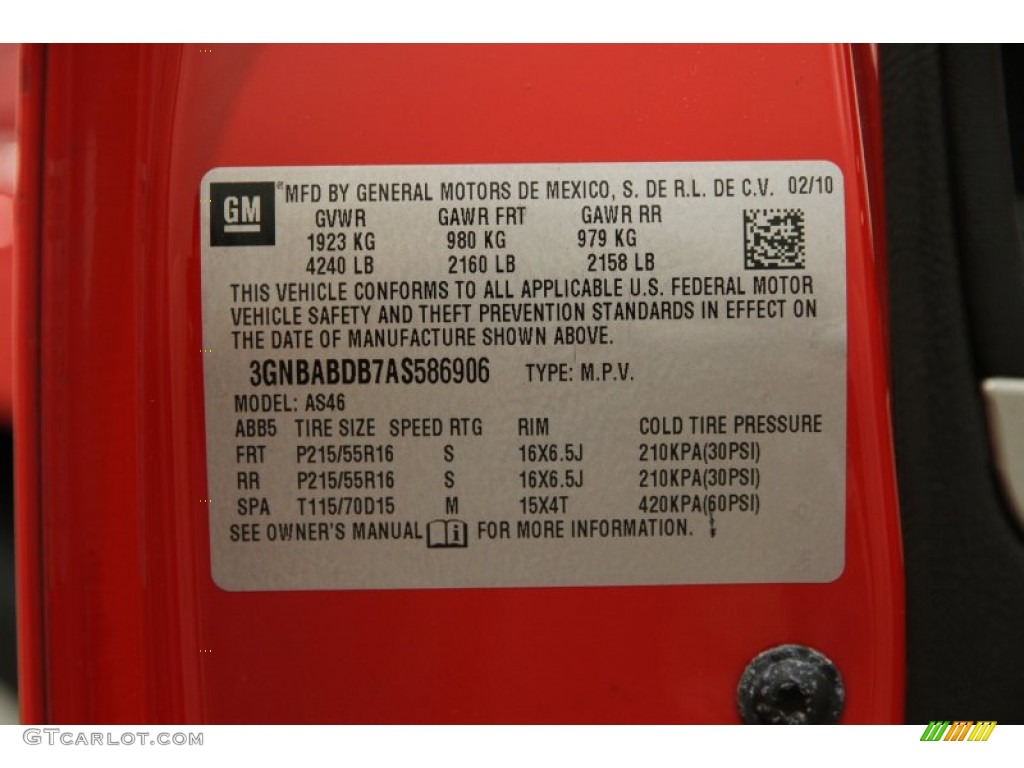 GM ® MFD BY GENERAL MOTORS DE MEXICO, S. DE R.L. DE C.V. 02/10
GVWR GAWR FRT GAWR RR
1923 KG 980 KG 979 KG
4240 LB 2160 LB 2158 LB
THIS VEHICLE CONFORMS TO ALL APPLICABLE U.S. FEDERAL MOTOR
VEHICLE SAFETY AND THEFT PREVENTION STANDARDS IN EFFECT ON
THE DATE OF MANUFACTURE SHOWN ABOVE.
3GNBABDB7AS586906 TYPE: M.P.V.
MODEL: AS46
ABB5 TIRE SIZE SPEED RTG RIM COLD TIRE PRESSURE
FRT P215/55R16 S 16X6.5J 210KPA(30PSI)
RR P215/55R16 S 16X6.5J 210KPA(30PSI)
SPA T115/70D15 M 15X4T 420KPA(60PSI)
SEE OWNER'S MANUAL i FOR MORE INFORMATION.
GTCARLOT.COM